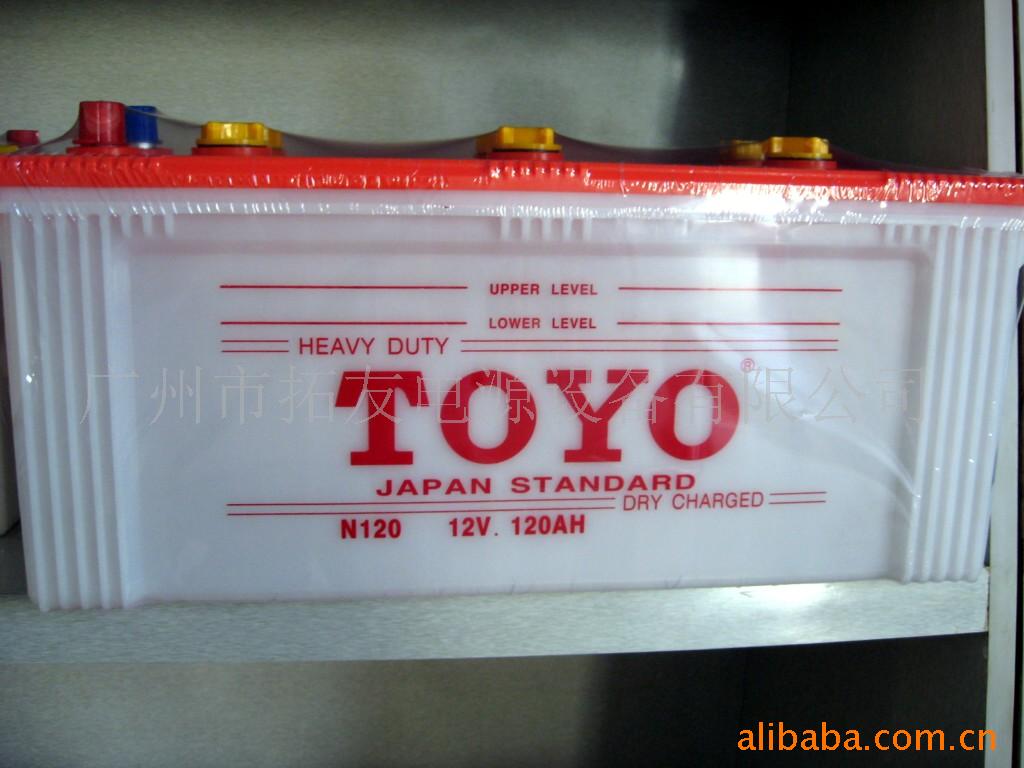 UPPER LEVEL
LOWER LEVEL
HEAVY DUTY
广州市拓友电源设备有限公司
TOYO®
JAPAN STANDARD
DRY CHARGED
N120 12V. 120AH
alibaba.com.cn